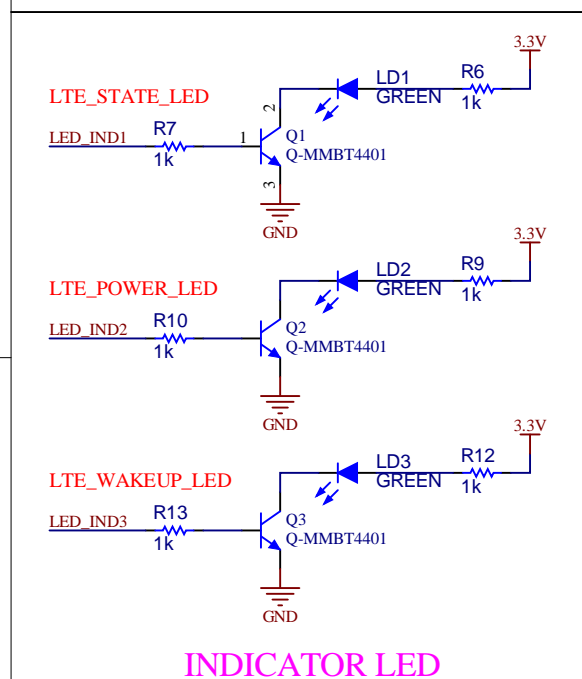 3.3V
LTE_STATE_LED
LD1
GREEN
R6
1k
2
LED_IND1
R7
1k
1
Q1
Q-MMBT4401
3
GND
3.3V
LTE_POWER_LED
LD2
GREEN
R9
1k
LED_IND2
R10
1k
Q2
Q-MMBT4401
GND
3.3V
LTE_WAKEUP_LED
LD3
GREEN
R12
1k
LED_IND3
R13
1k
Q3
Q-MMBT4401
GND
INDICATOR LED